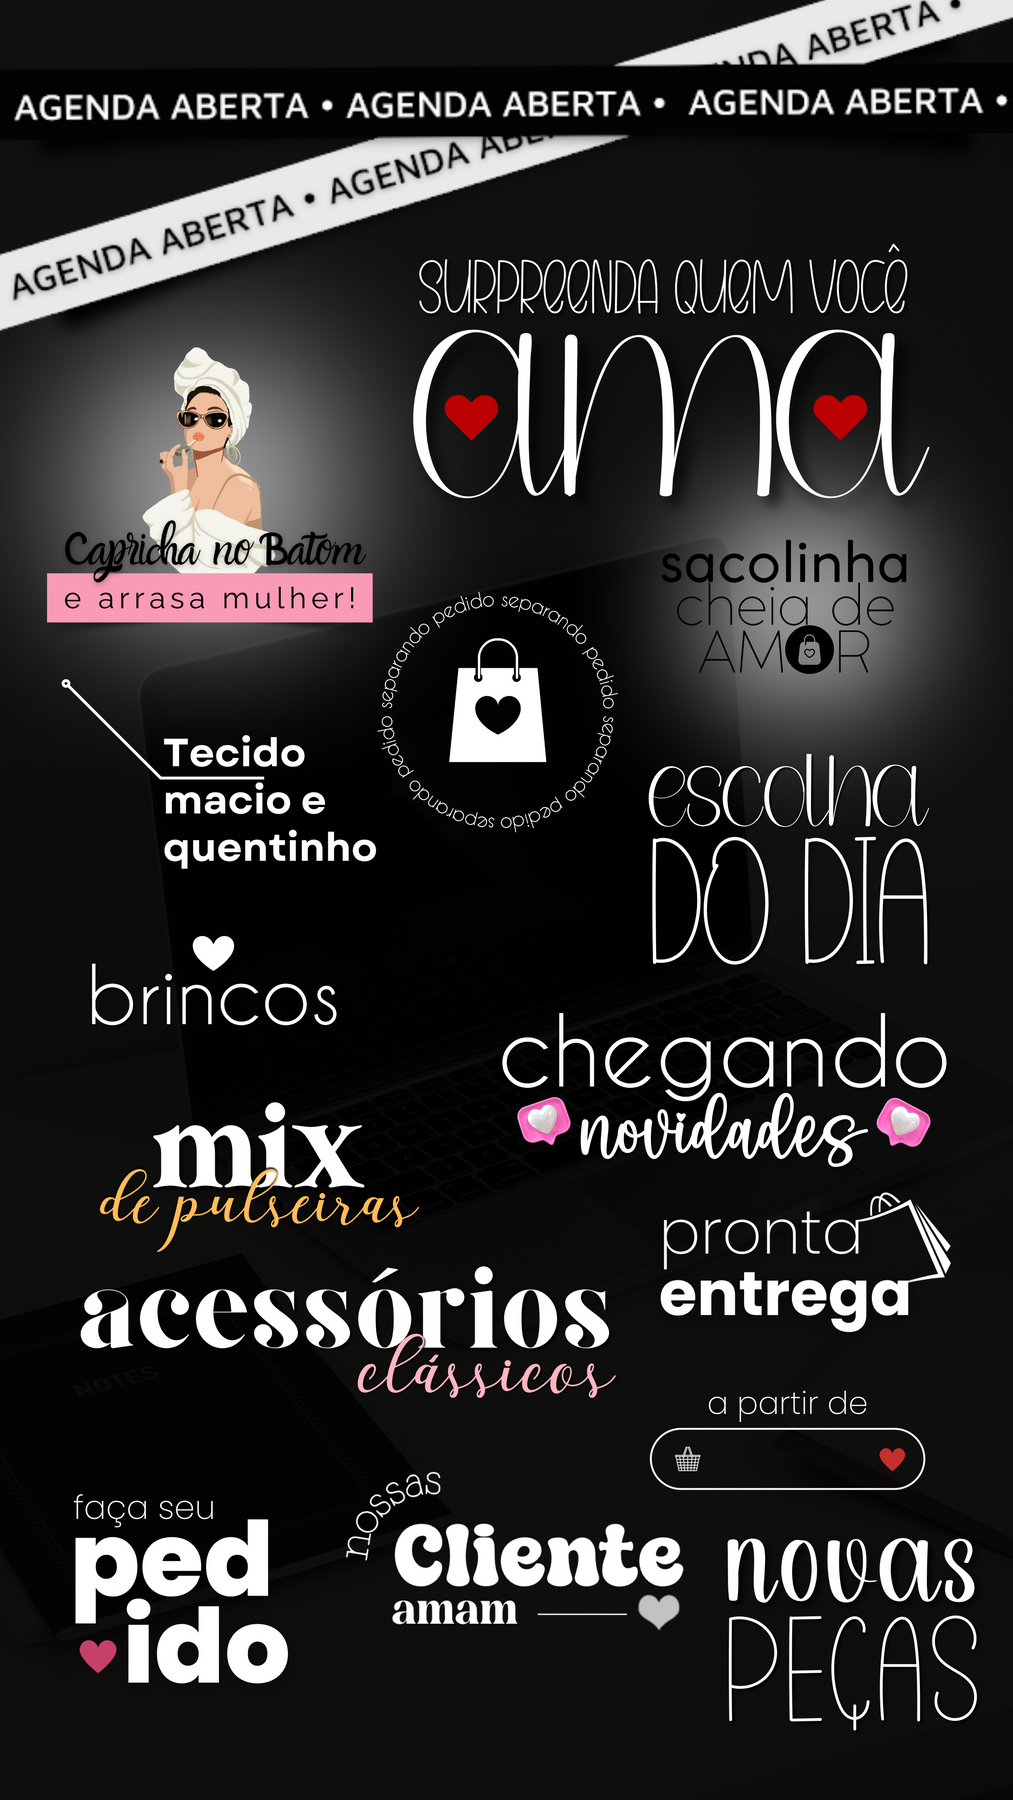 NDA ABERTA •
AGENDA ABERTA • AGENDA ABERTA • AGENDA ABERTA •
AGENDA ABERTA • AGENDA ABE
SURPREENDA QUEM VOCÊ
ama
Capricha no Batom
e arrasa mulher!
sacolinha
cheia de
AMOR
separando pedido separando pedido separando pedido separando pedido separando pedido
Tecido
macio e
quentinho
escolha
DO DIA
brincos
chegando
novidades
mix
de pulseiras
pronta
entrega
acessórios
clássicos
NOTES
a partir de
faça seu
ped
ido
nossas
Cliente
amam
novas
PEÇAS